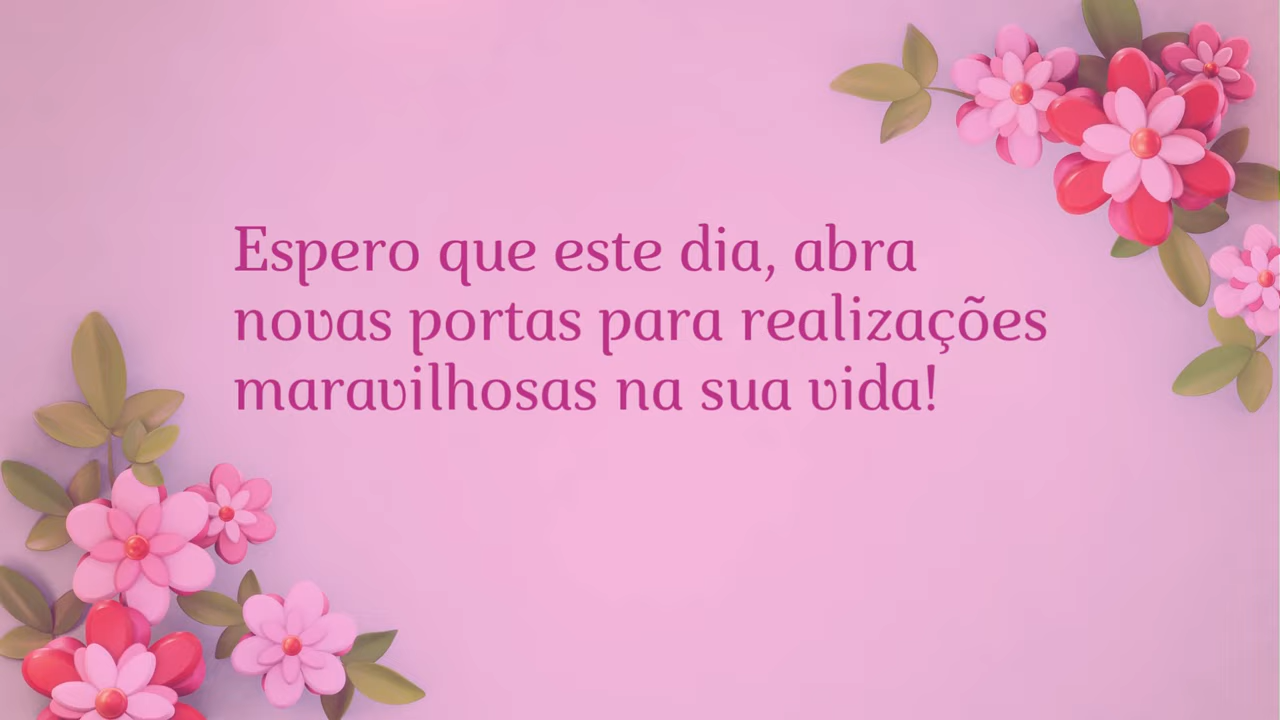 Espero que este dia, abra
novas portas para realizações
maravilhosas na sua vida!